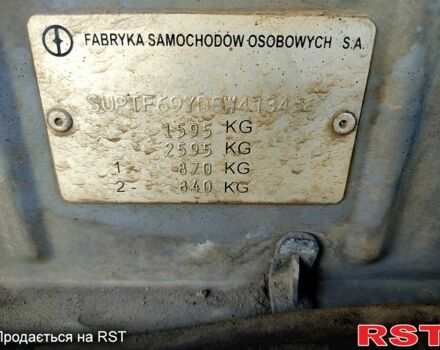 FABRYKA SAMOCHODÓW OSOBOWYCH S.A.
1595 KG
2595 KG
1- 870 KG
2- 840 KG
Продається на RST
RST